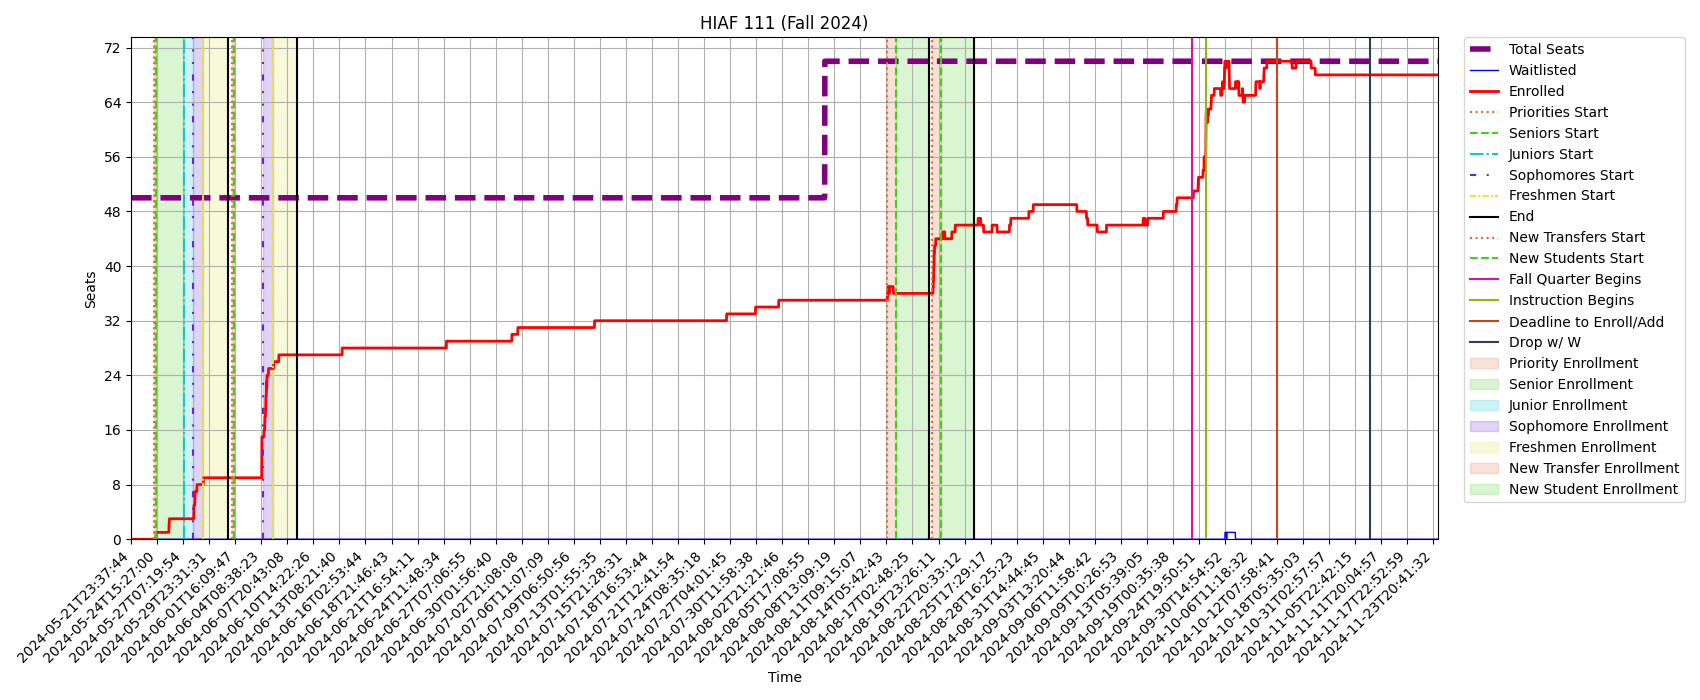 HIAF 111 (Fall 2024)
Seats
72
64
56
48
40
32
24
16
8
0
2024-05-21T23:37:44
2024-05-24T15:27:00
2024-05-27T07:19:54
2024-05-29T23:31:31
2024-06-01T16:09:47
2024-06-04T08:38:23
2024-06-07T20:43:08
2024-06-10T14:22:26
2024-06-13T08:21:40
2024-06-16T02:53:44
2024-06-18T21:46:43
2024-06-21T16:54:11
2024-06-24T11:48:34
2024-06-27T07:06:55
2024-06-30T01:56:40
2024-07-02T21:08:08
2024-07-06T11:07:09
2024-07-09T06:50:56
2024-07-13T01:55:35
2024-07-15T21:28:31
2024-07-18T16:53:44
2024-07-21T12:41:54
2024-07-24T08:35:18
2024-07-27T04:01:45
2024-07-30T11:58:38
2024-08-02T21:21:46
2024-08-05T17:08:55
2024-08-08T13:09:19
2024-08-11T09:15:07
2024-08-14T05:42:43
2024-08-17T02:48:25
2024-08-19T23:26:11
2024-08-22T20:33:12
2024-08-25T17:29:17
2024-08-28T16:25:23
2024-08-31T14:44:45
2024-09-03T13:20:44
2024-09-06T11:58:42
2024-09-09T10:26:53
2024-09-13T05:39:05
2024-09-19T00:35:38
2024-09-24T19:50:51
2024-09-30T14:54:52
2024-10-06T11:18:32
2024-10-12T07:58:41
2024-10-18T05:35:03
2024-10-31T02:57:57
2024-11-05T22:42:15
2024-11-11T20:04:57
2024-11-17T22:52:59
2024-11-23T20:41:32
Time
Total Seats
Waitlisted
Enrolled
Priorities Start
Seniors Start
Juniors Start
Sophomores Start
Freshmen Start
End
New Transfers Start
New Students Start
Fall Quarter Begins
Instruction Begins
Deadline to Enroll/Add
Drop w/ W
Priority Enrollment
Senior Enrollment
Junior Enrollment
Sophomore Enrollment
Freshmen Enrollment
New Transfer Enrollment
New Student Enrollment